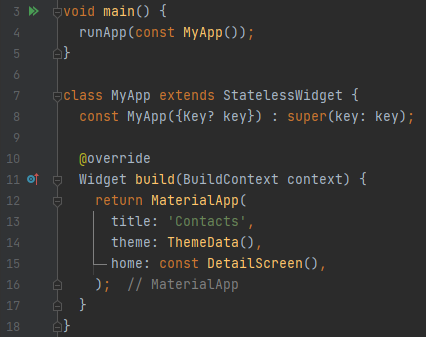 3 void main() {
4   runApp(const MyApp());
5 }
6
7 class MyApp extends StatelessWidget {
8   const MyApp({Key? key}) : super(key: key);
9
10   @override
11   Widget build(BuildContext context) {
12     return MaterialApp(
13       title: 'Contacts',
14       theme: ThemeData(),
15       home: const DetailScreen(),
16     );  // MaterialApp
17   }
18 }